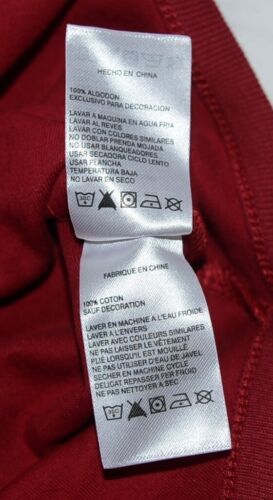 HECHO EN CHINA
100% ALGODON
EXCLUSIVO PARA DECORACION
LAVAR A MAQUINA EN AGUA FRIA
LAVAR AL REVES
LAVAR CON COLORES SIMILARES
NO DOBLAR PRENDA MOJADA
NO USAR BLANQUEADORES
USAR SECADORA CICLO LENTO
USAR PLANCHA
TEMPERATURA BAJA
NO LAVAR EN SECO
FABRIQUE EN CHINE
100% COTON
SAUF DECORATION
LAVER EN MACHINE A L'EAU FROIDE
LAVER A L'ENVERS
LAVER AVEC COULEURS SIMILAIRES
NE PAS LAISSER LE VÊTEMENT
PLIÉ LORSQU'IL EST MOUILLÉ
NE PAS UTILISER D'EAU DE JAVEL
SECHER EN MACHINE CYCLE
DELICAT REPASSER FER FROID
NE PAS NETTOYER A SEC